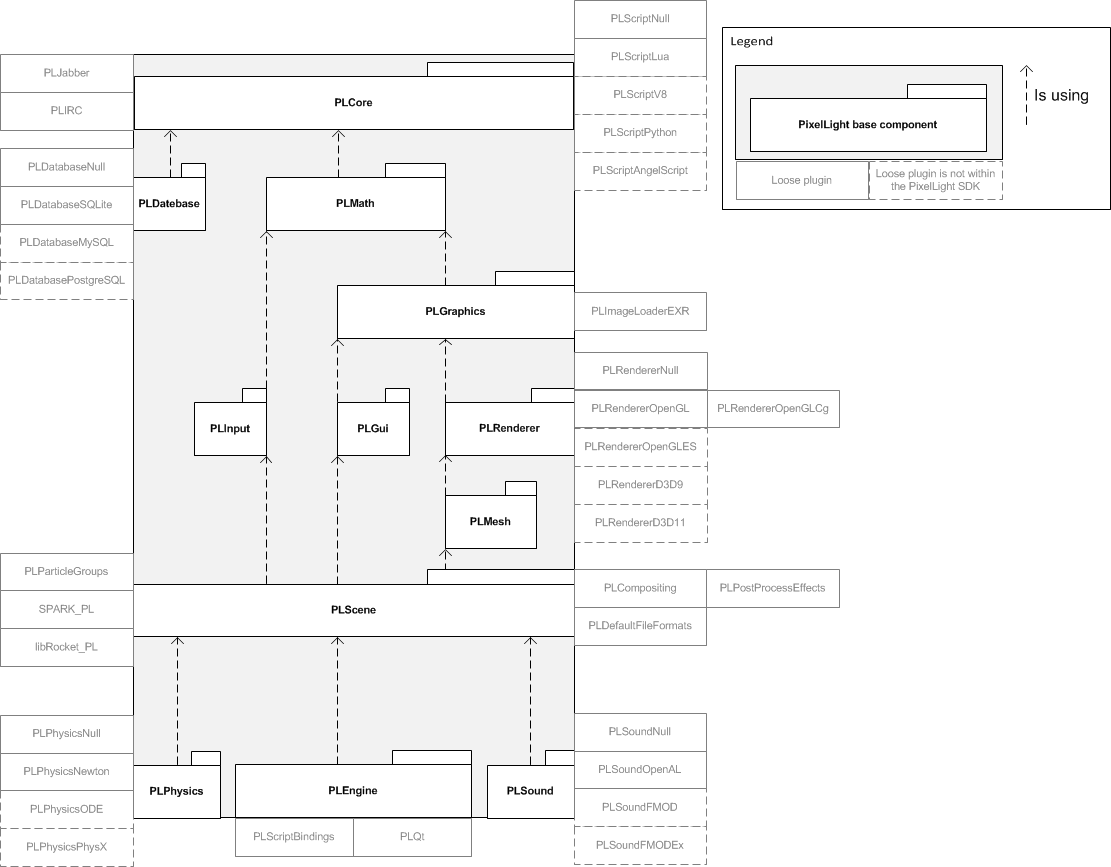 PLScriptNull
Legend
PLScriptLua
PLJabber
PLScriptV8
Is using
PLCore
PLIRC
PixelLight base component
PLScriptPython
PLDatabaseNull
PLScriptAngelScript
Loose plugin
Loose plugin is not within
the PixelLight SDK
PLDatabaseSQLite
PLDatebase
PLMath
PLDatabaseMySQL
PLDatabasePostgreSQL
PLGraphics
PLImageLoaderEXR
PLRendererNull
PLRendererOpenGL
PLRendererOpenGLCg
PLInput
PLGui
PLRenderer
PLRendererOpenGLES
PLRendererD3D9
PLMesh
PLRendererD3D11
PLParticleGroups
PLCompositing
PLPostProcessEffects
SPARK_PL
PLScene
PLDefaultFileFormats
libRocket_PL
PLPhysicsNull
PLSoundNull
PLPhysicsNewton
PLSoundOpenAL
PLPhysics
PLEngine
PLSound
PLPhysicsODE
PLSoundFMOD
PLScriptBindings
PLQt
PLPhysicsPhysX
PLSoundFMODEx